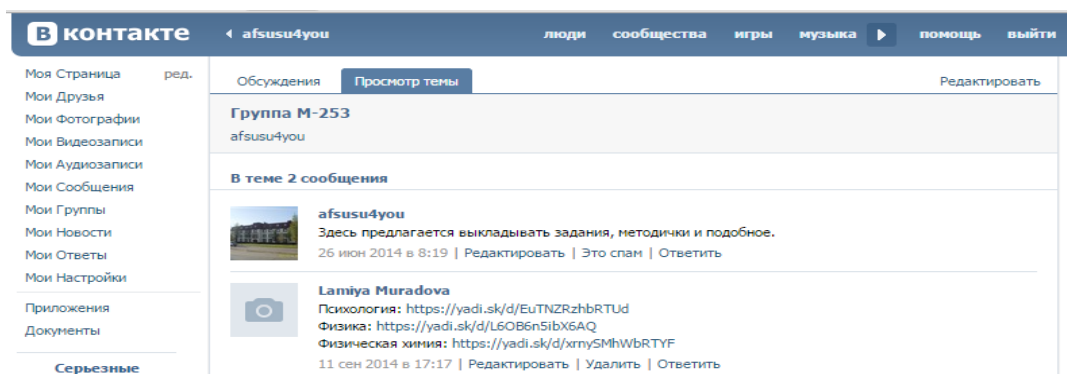 В контакте afsusu4you люди сообщества игры музыка помощь выйти
Моя Страница ред.
Мои Друзья
Мои Фотографии
Мои Видеозаписи
Мои Аудиозаписи
Мои Сообщения
Мои Группы
Мои Новости
Мои Ответы
Мои Настройки
Приложения
Документы
Серьезные
Обсуждения Просмотр темы Редактировать
Группа М-253
afsusu4you
В теме 2 сообщения
afsusu4you
Здесь предлагается выкладывать задания, методички и подобное.
26 июн 2014 в 8:19 | Редактировать | Это спам | Ответить
Lamiya Muradova
Психология: https://yadi.sk/d/EuTNZRzhbRTUd
Физика: https://yadi.sk/d/L6OB6n5ibX6AQ
Физическая химия: https://yadi.sk/d/xrnySMhWbRTYF
11 сен 2014 в 17:17 | Редактировать | Удалить | Ответить